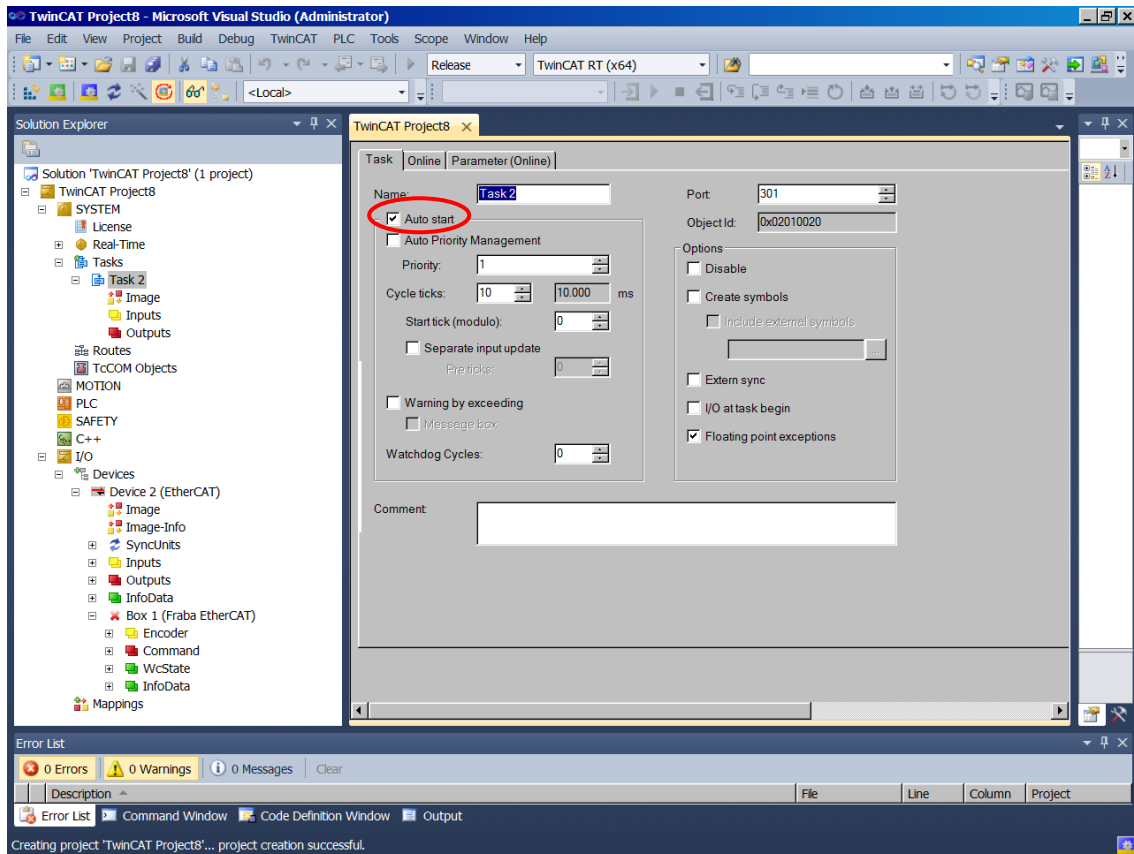 TwinCAT Project8 - Microsoft Visual Studio (Administrator)
File Edit View Project Build Debug TwinCAT PLC Tools Scope Window Help
Release TwinCAT RT (x64)
<Local>
Solution Explorer
TwinCAT Project8
Solution 'TwinCAT Project8' (1 project)
TwinCAT Project8
SYSTEM
License
Real-Time
Tasks
Task 2
Image
Inputs
Outputs
Routes
TcCOM Objects
MOTION
PLC
SAFETY
C++
I/O
Devices
Device 2 (EtherCAT)
Image
Image-Info
SyncUnits
Inputs
Outputs
InfoData
Box 1 (Fraba EtherCAT)
Encoder
Command
WcState
InfoData
Mappings
Task Online Parameter (Online)
Name: Task 2
Auto start
Auto Priority Management
Priority: 1
Cycle ticks: 10 10.000 ms
Start tick (modulo): 0
Separate input update
Pre ticks: 0
Warning by exceeding
Message box
Watchdog Cycles: 0
Port: 301
Object Id: 0x02010020
Options
Disable
Create symbols
Include external symbols
...
Extern sync
I/O at task begin
Floating point exceptions
Comment:
Error List
0 Errors 0 Warnings 0 Messages Clear
Description File Line Column Project
Error List Command Window Code Definition Window Output
Creating project 'TwinCAT Project8'... project creation successful.